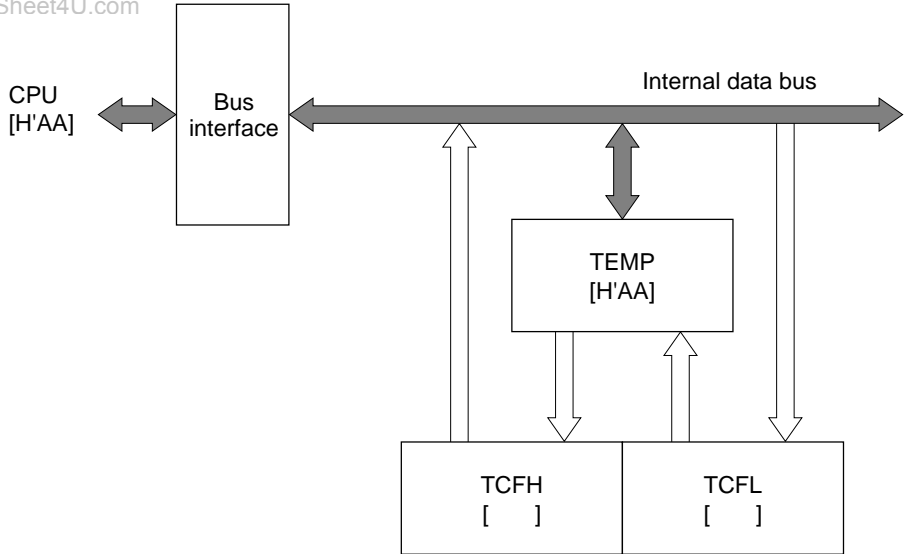 Sheet4U.com
Internal data bus
CPU
[H'AA]
Bus
interface
TEMP
[H'AA]
TCFH
[ ]
TCFL
[ ]